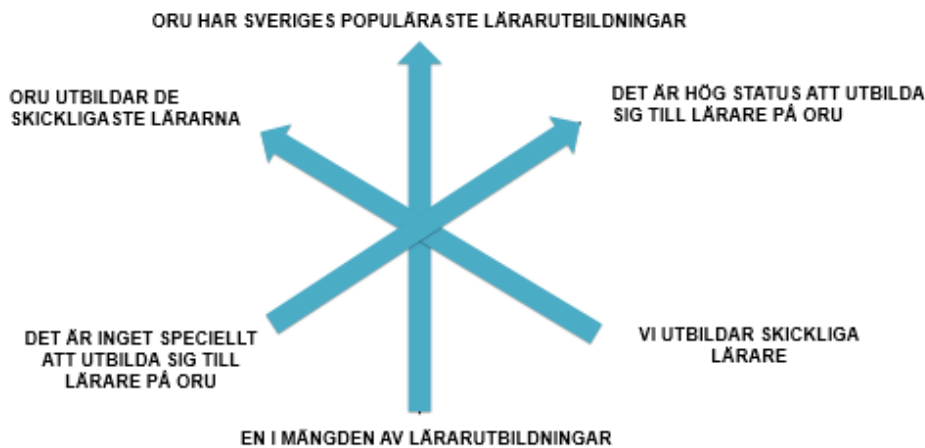 ORU HAR SVERIGES POPULÄRASTE LÄRARUTBILDNINGAR
ORU UTBILDAR DE
SKICKLIGASTE LÄRARNA
DET ÄR HÖG STATUS ATT UTBILDA
SIG TILL LÄRARE PÅ ORU
DET ÄR INGET SPECIELLT
ATT UTBILDA SIG TILL
LÄRARE PÅ ORU
VI UTBILDAR SKICKLIGA
LÄRARE
EN I MÄNGDEN AV LÄRARUTBILDNINGAR